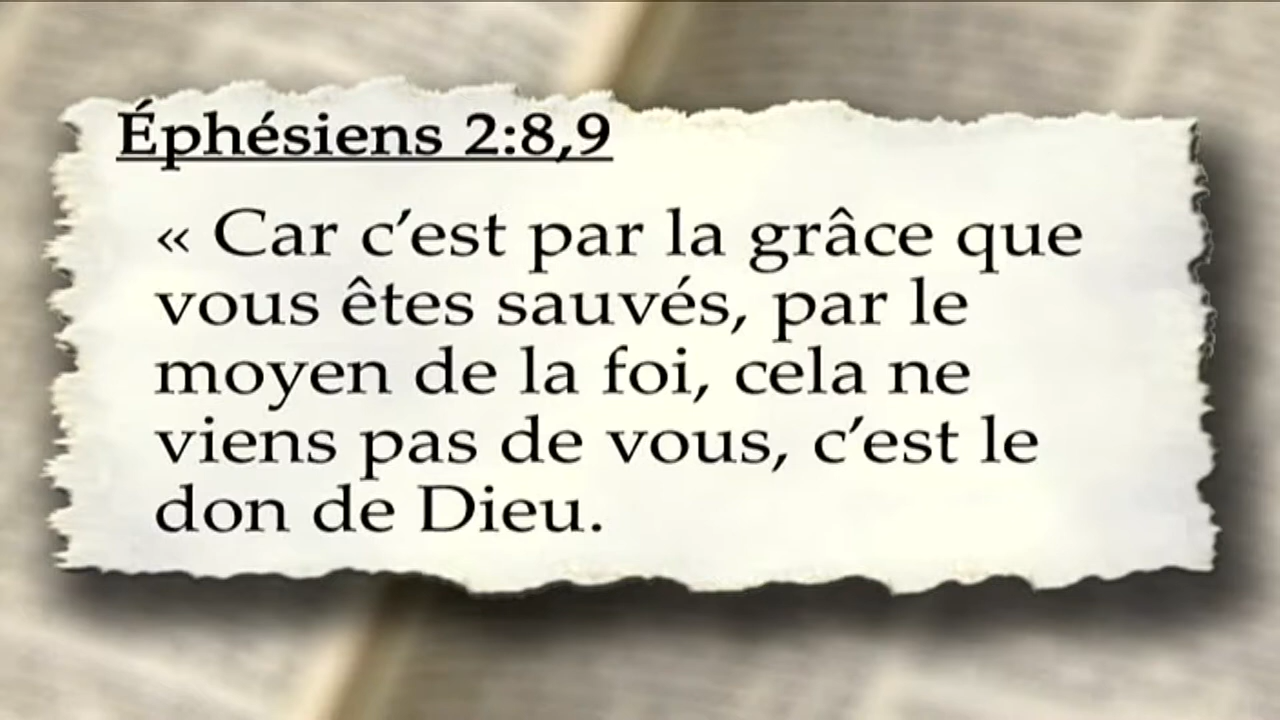 Éphésiens 2:8,9
« Car c’est par la grâce que
vous êtes sauvés, par le
moyen de la foi, cela ne
viens pas de vous, c’est le
don de Dieu.